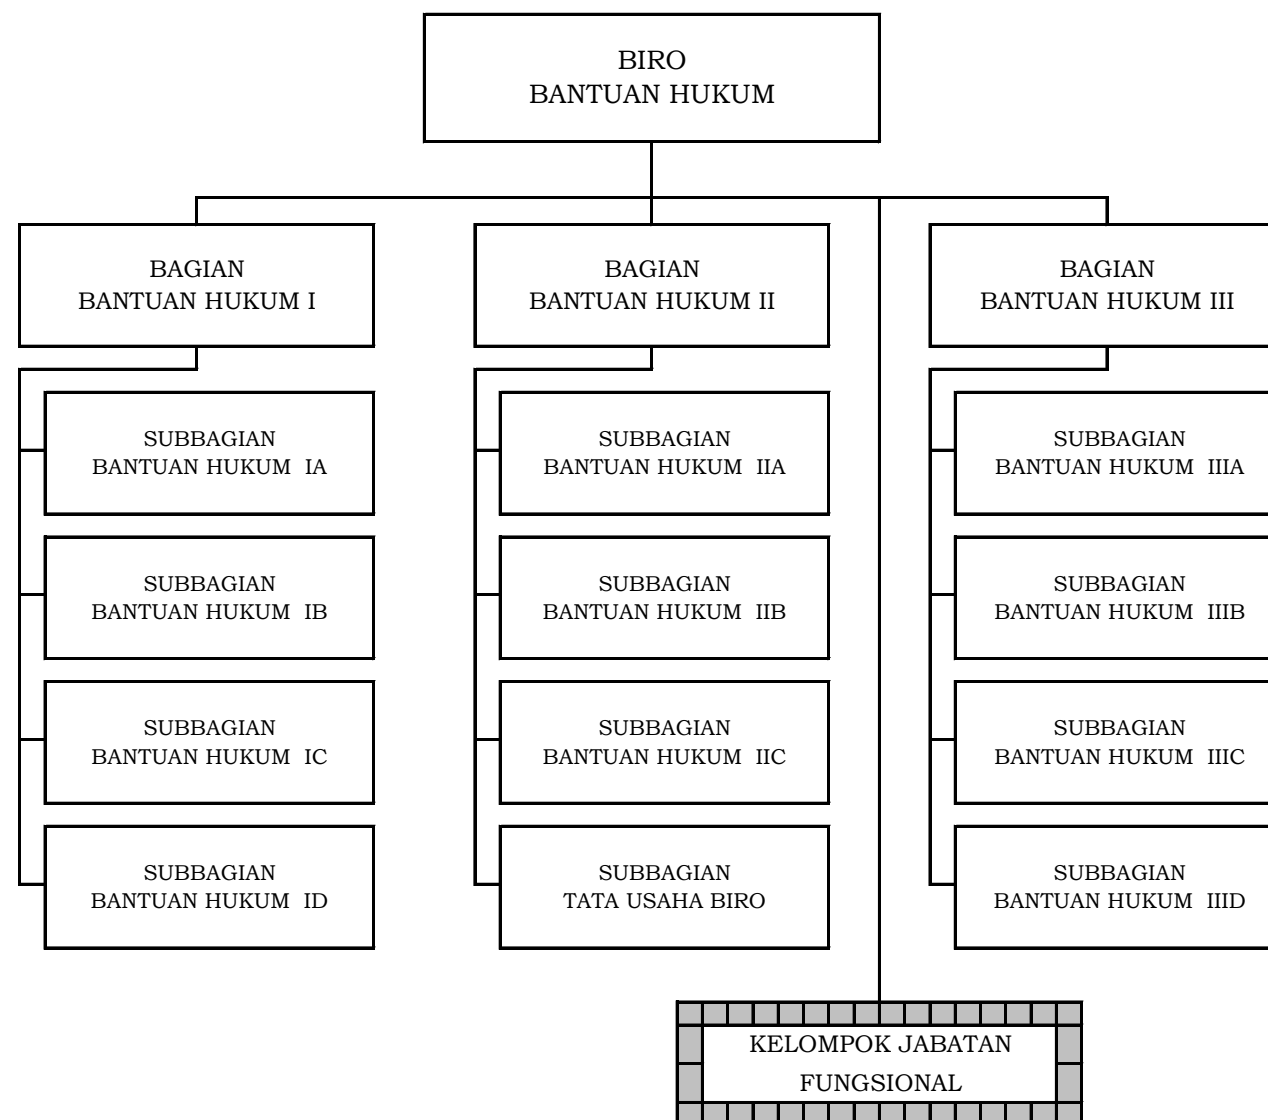 BIRO
BANTUAN HUKUM
BAGIAN
BANTUAN HUKUM I
BAGIAN
BANTUAN HUKUM II
BAGIAN
BANTUAN HUKUM III
SUBBAGIAN
BANTUAN HUKUM  IA
SUBBAGIAN
BANTUAN HUKUM  IIA
SUBBAGIAN
BANTUAN HUKUM  IIIA
SUBBAGIAN
BANTUAN HUKUM  IB
SUBBAGIAN
BANTUAN HUKUM  IIB
SUBBAGIAN
BANTUAN HUKUM  IIIB
SUBBAGIAN
BANTUAN HUKUM  IC
SUBBAGIAN
BANTUAN HUKUM  IIC
SUBBAGIAN
BANTUAN HUKUM  IIIC
SUBBAGIAN
BANTUAN HUKUM  ID
SUBBAGIAN
TATA USAHA BIRO
SUBBAGIAN
BANTUAN HUKUM  IIID
KELOMPOK JABATAN
FUNGSIONAL